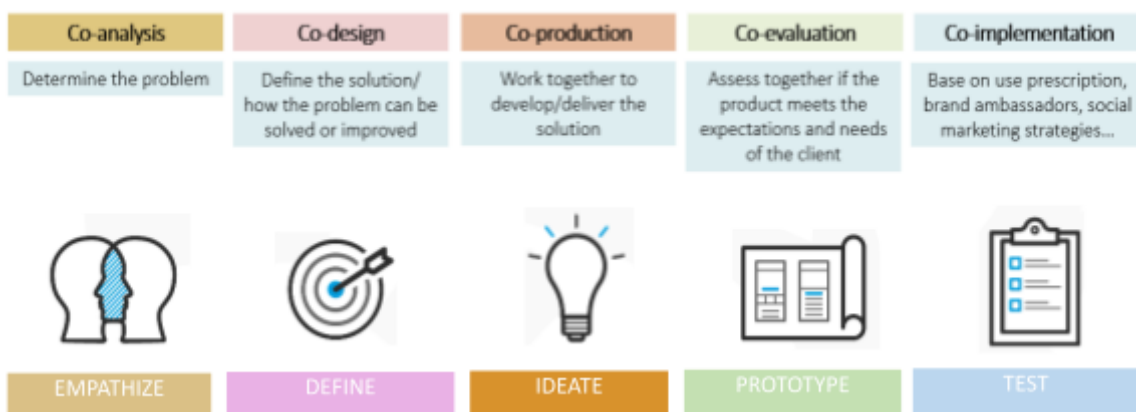 Co-analysis
Co-design
Co-production
Co-evaluation
Co-implementation
Determine the problem
Define the solution/
how the problem can be
solved or improved
Work together to
develop/deliver the
solution
Assess together if the
product meets the
expectations and needs
of the client
Base on use prescription,
brand ambassadors, social
marketing strategies...
EMPATHIZE
DEFINE
IDEATE
PROTOTYPE
TEST